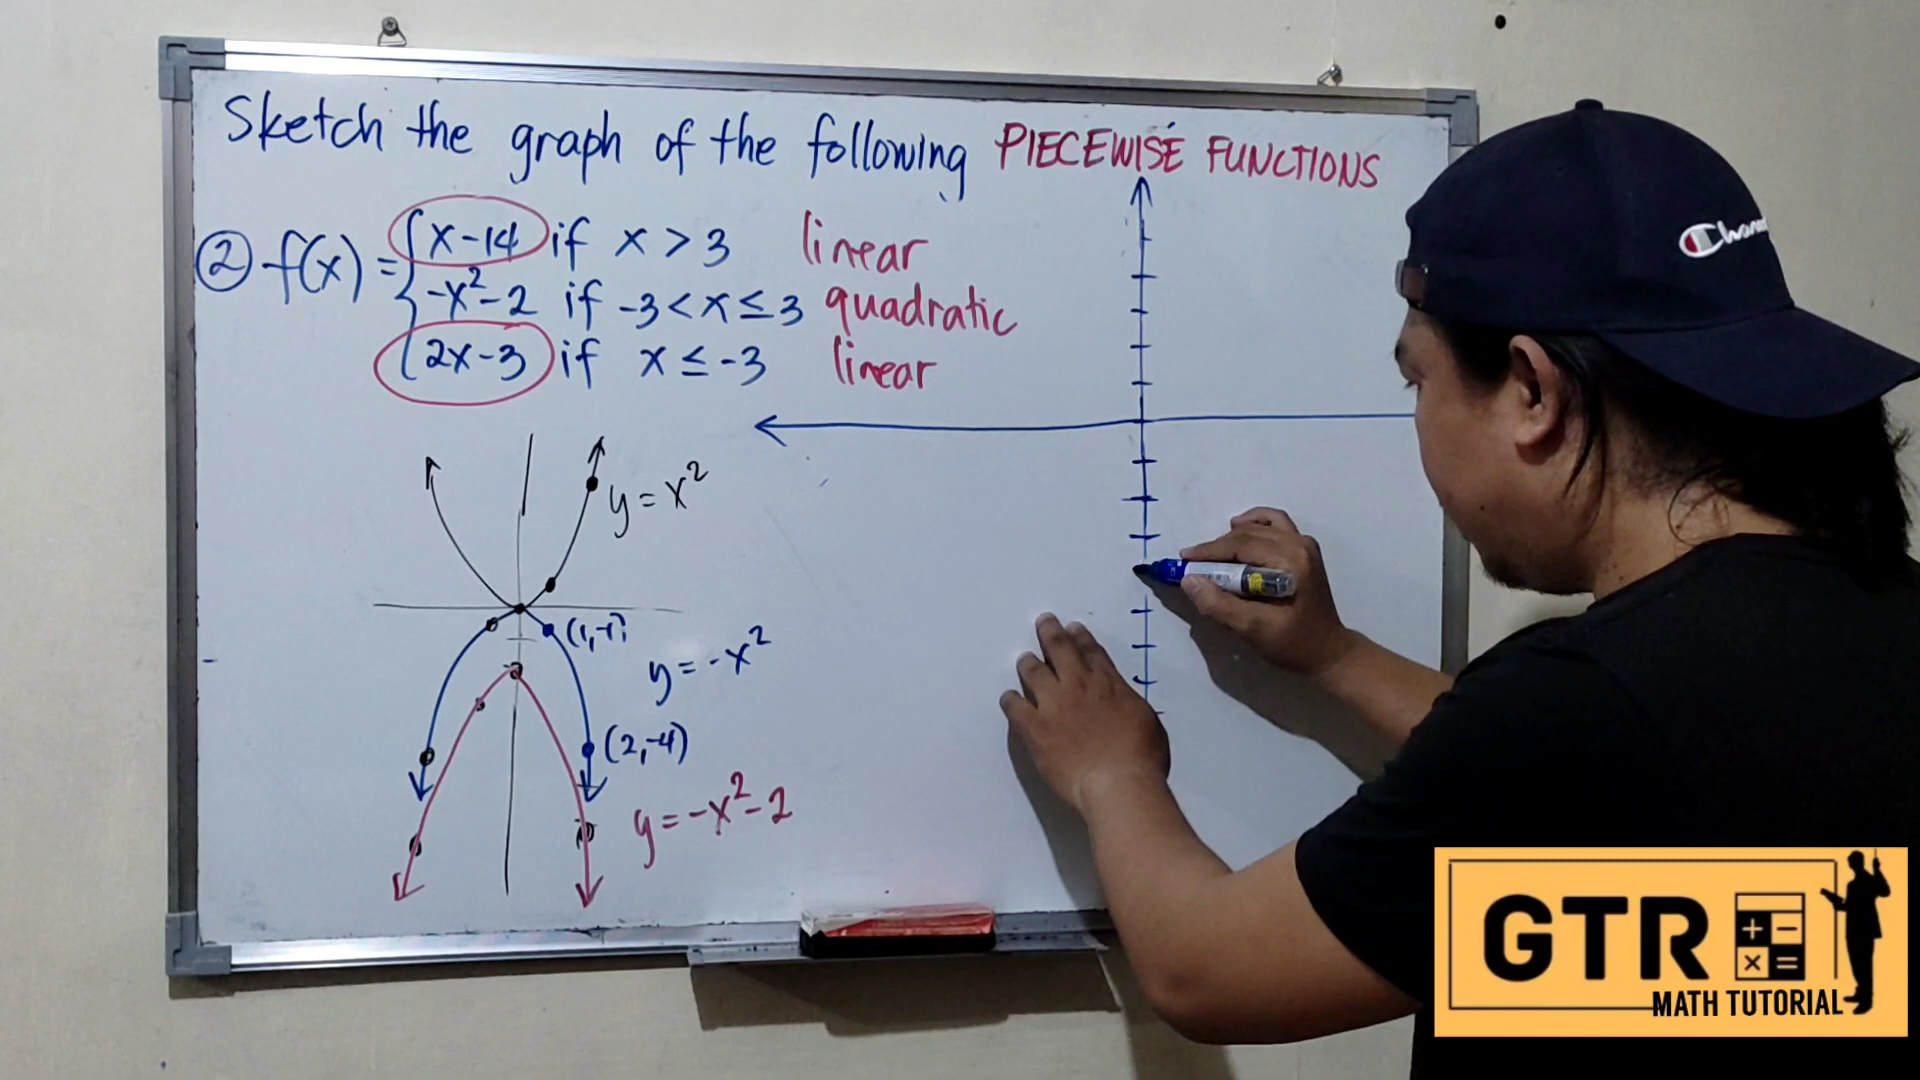 Sketch the graph of the following PIECEWISE FUNCTIONS
② f(x) = { x-14 if x > 3 linear
-x²-2 if -3 < x ≤ 3 quadratic
2x-3 if x ≤ -3 linear
y = x²
(1,-1)
y = -x²
(2,-4)
y = -x²-2
GTR
+ -
× =
MATH TUTORIAL